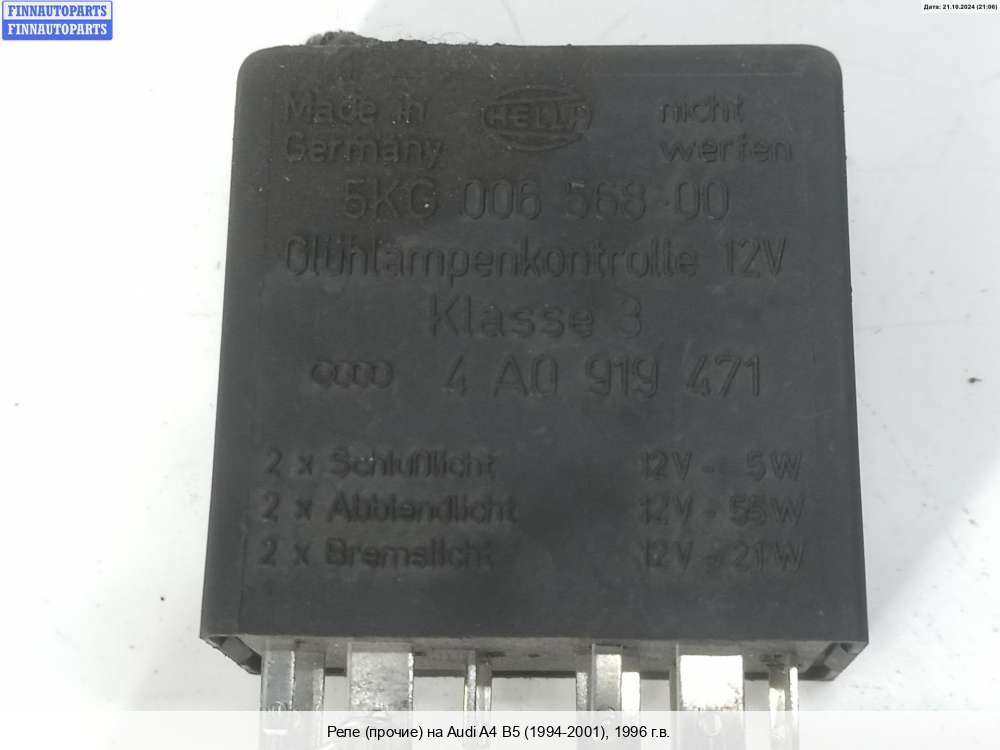 FINNAUTOPARTS
FINNAUTOPARTS
Дата: 21.10.2024 (21:06)
Made in
Germany
HELLA
nicht
werfen
5KG 006 568-00
Glühlampenkontrolle 12V
Klasse 3
4 A0 919 471
2 x Schlußlicht 12V - 5W
2 x Abblendlicht 12V - 55W
2 x Bremslicht 12V - 21W
Реле (прочие) на Audi A4 B5 (1994-2001), 1996 г.в.